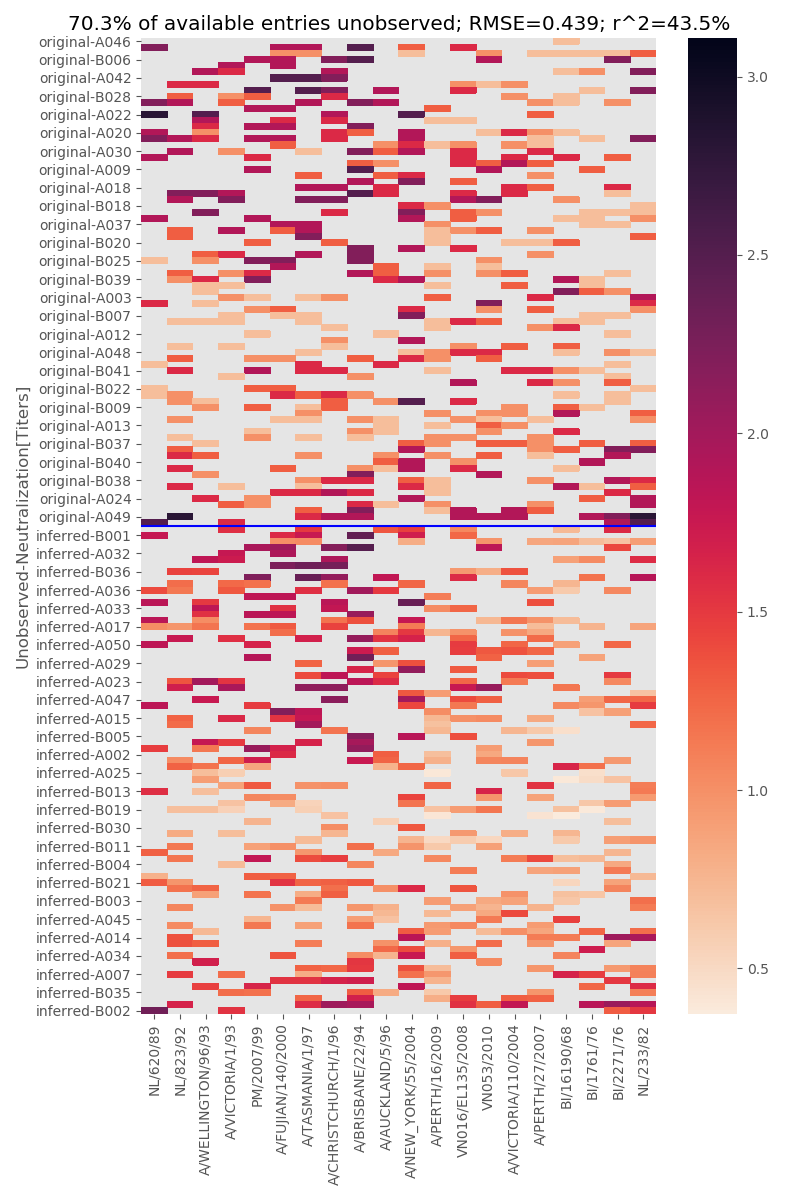 70.3% of available entries unobserved; RMSE=0.439; r^2=43.5%
Unobserved-Neutralization[Titers]
original-A046
original-B006
original-A042
original-B028
original-A022
original-A020
original-A030
original-A009
original-A018
original-B018
original-A037
original-B020
original-B025
original-B039
original-A003
original-B007
original-A012
original-A048
original-B041
original-B022
original-B009
original-A013
original-B037
original-B040
original-B038
original-A024
original-A049
inferred-B001
inferred-A032
inferred-B036
inferred-A036
inferred-A033
inferred-A017
inferred-A050
inferred-A029
inferred-A023
inferred-A047
inferred-A015
inferred-B005
inferred-A002
inferred-A025
inferred-B013
inferred-B019
inferred-B030
inferred-B011
inferred-B004
inferred-B021
inferred-B003
inferred-A045
inferred-A014
inferred-A034
inferred-A007
inferred-B035
inferred-B002
NL/620/89
NL/823/92
A/WELLINGTON/96/93
A/VICTORIA/1/93
PM/2007/99
A/FUJIAN/140/2000
A/TASMANIA/1/97
A/CHRISTCHURCH/1/96
A/BRISBANE/22/94
A/AUCKLAND/5/96
A/NEW_YORK/55/2004
A/PERTH/16/2009
VN016/EL135/2008
VN053/2010
A/VICTORIA/110/2004
A/PERTH/27/2007
BI/16190/68
BI/1761/76
BI/2271/76
NL/233/82
3.0
2.5
2.0
1.5
1.0
0.5